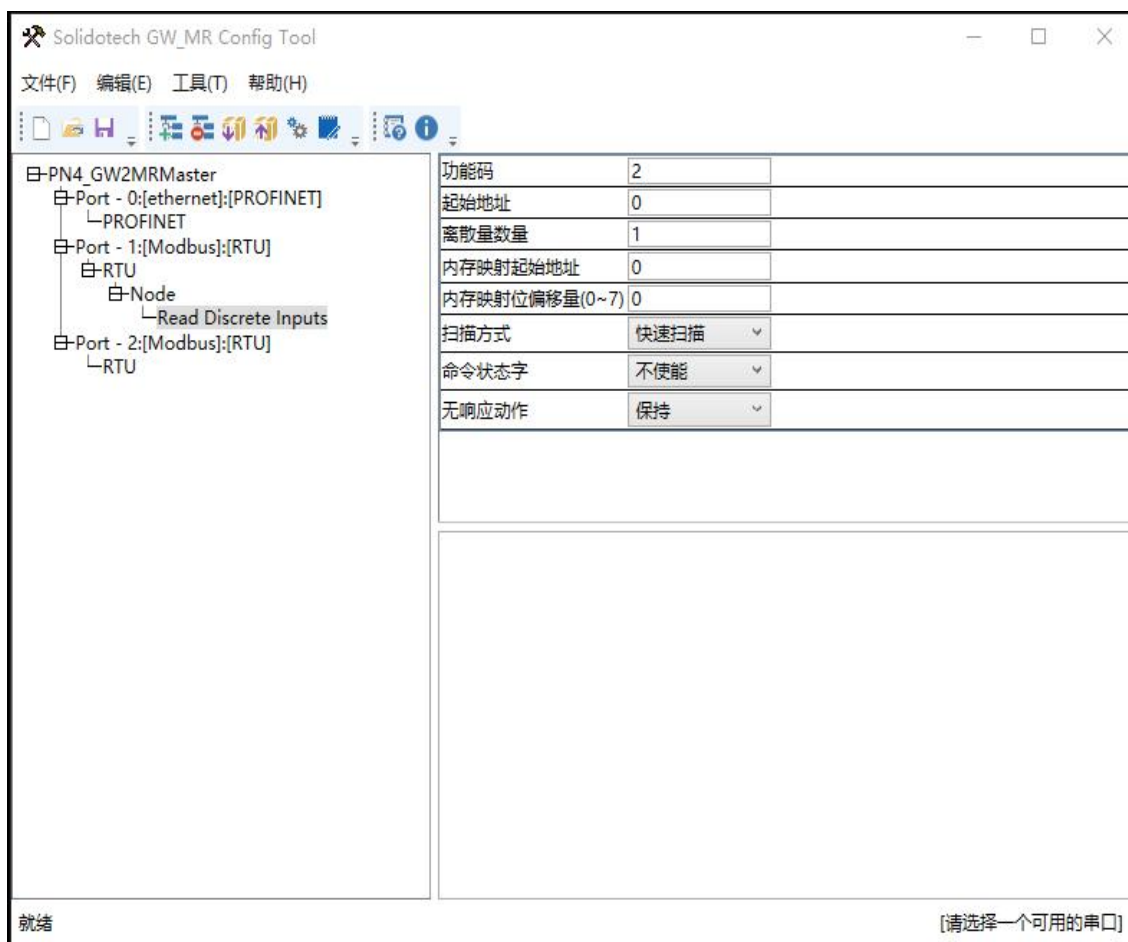 Solidotech GW_MR Config Tool
文件(F) 编辑(E) 工具(T) 帮助(H)
PN4_GW2MRMaster
Port - 0:[ethernet]:[PROFINET]
PROFINET
Port - 1:[Modbus]:[RTU]
RTU
Node
Read Discrete Inputs
Port - 2:[Modbus]:[RTU]
RTU
功能码 2
起始地址 0
离散量数量 1
内存映射起始地址 0
内存映射位偏移量(0~7) 0
扫描方式 快速扫描
命令状态字 不使能
无响应动作 保持
就绪 [请选择一个可用的串口]